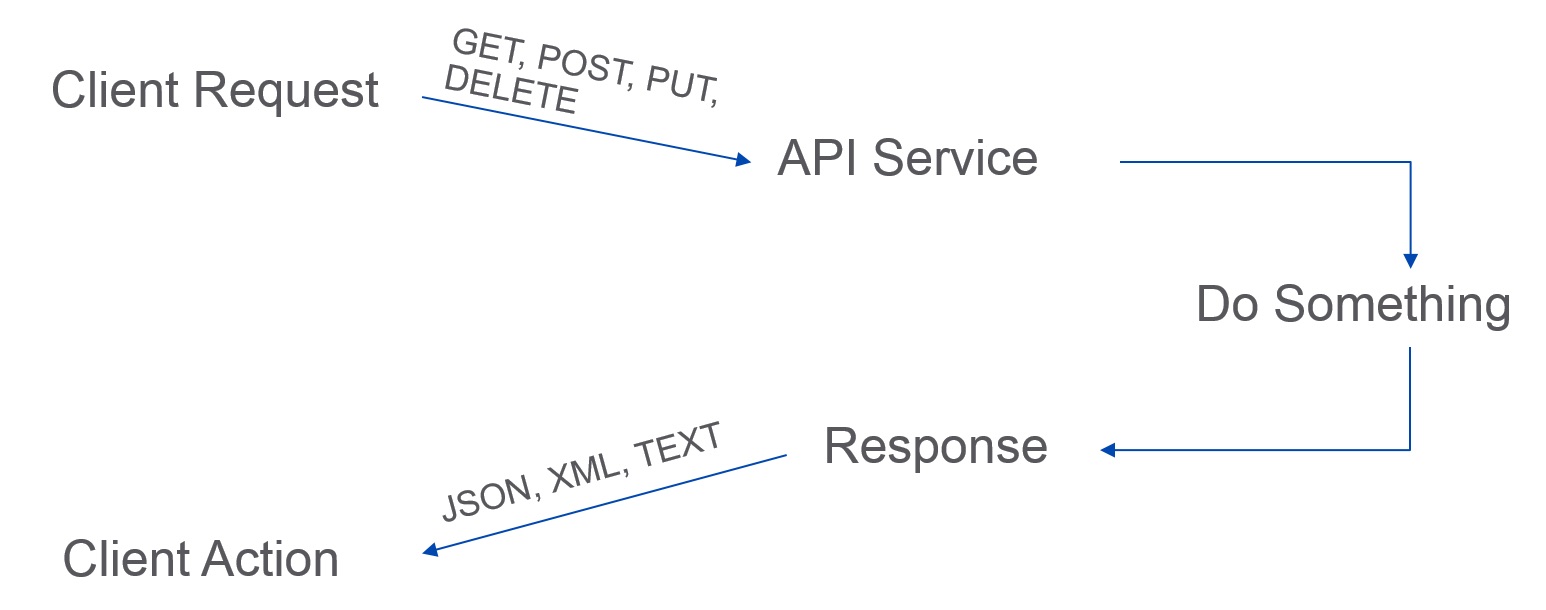 Client Request
GET, POST, PUT,
DELETE
API Service
Do Something
Response
JSON, XML, TEXT
Client Action